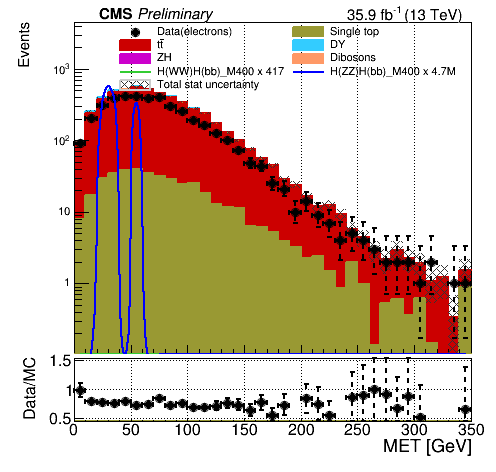 CMS Preliminary 35.9 fb⁻¹ (13 TeV)
Events
Data(electrons) Single top
tt̄ DY
ZH Dibosons
H(WW)H(bb)_M400 x 417 H(ZZ)H(bb)_M400 x 4.7M
Total stat uncertainty
10³
10²
10
1
Data/MC
1.5
1.0
0.5
0 50 100 150 200 250 300 350
MET [GeV]